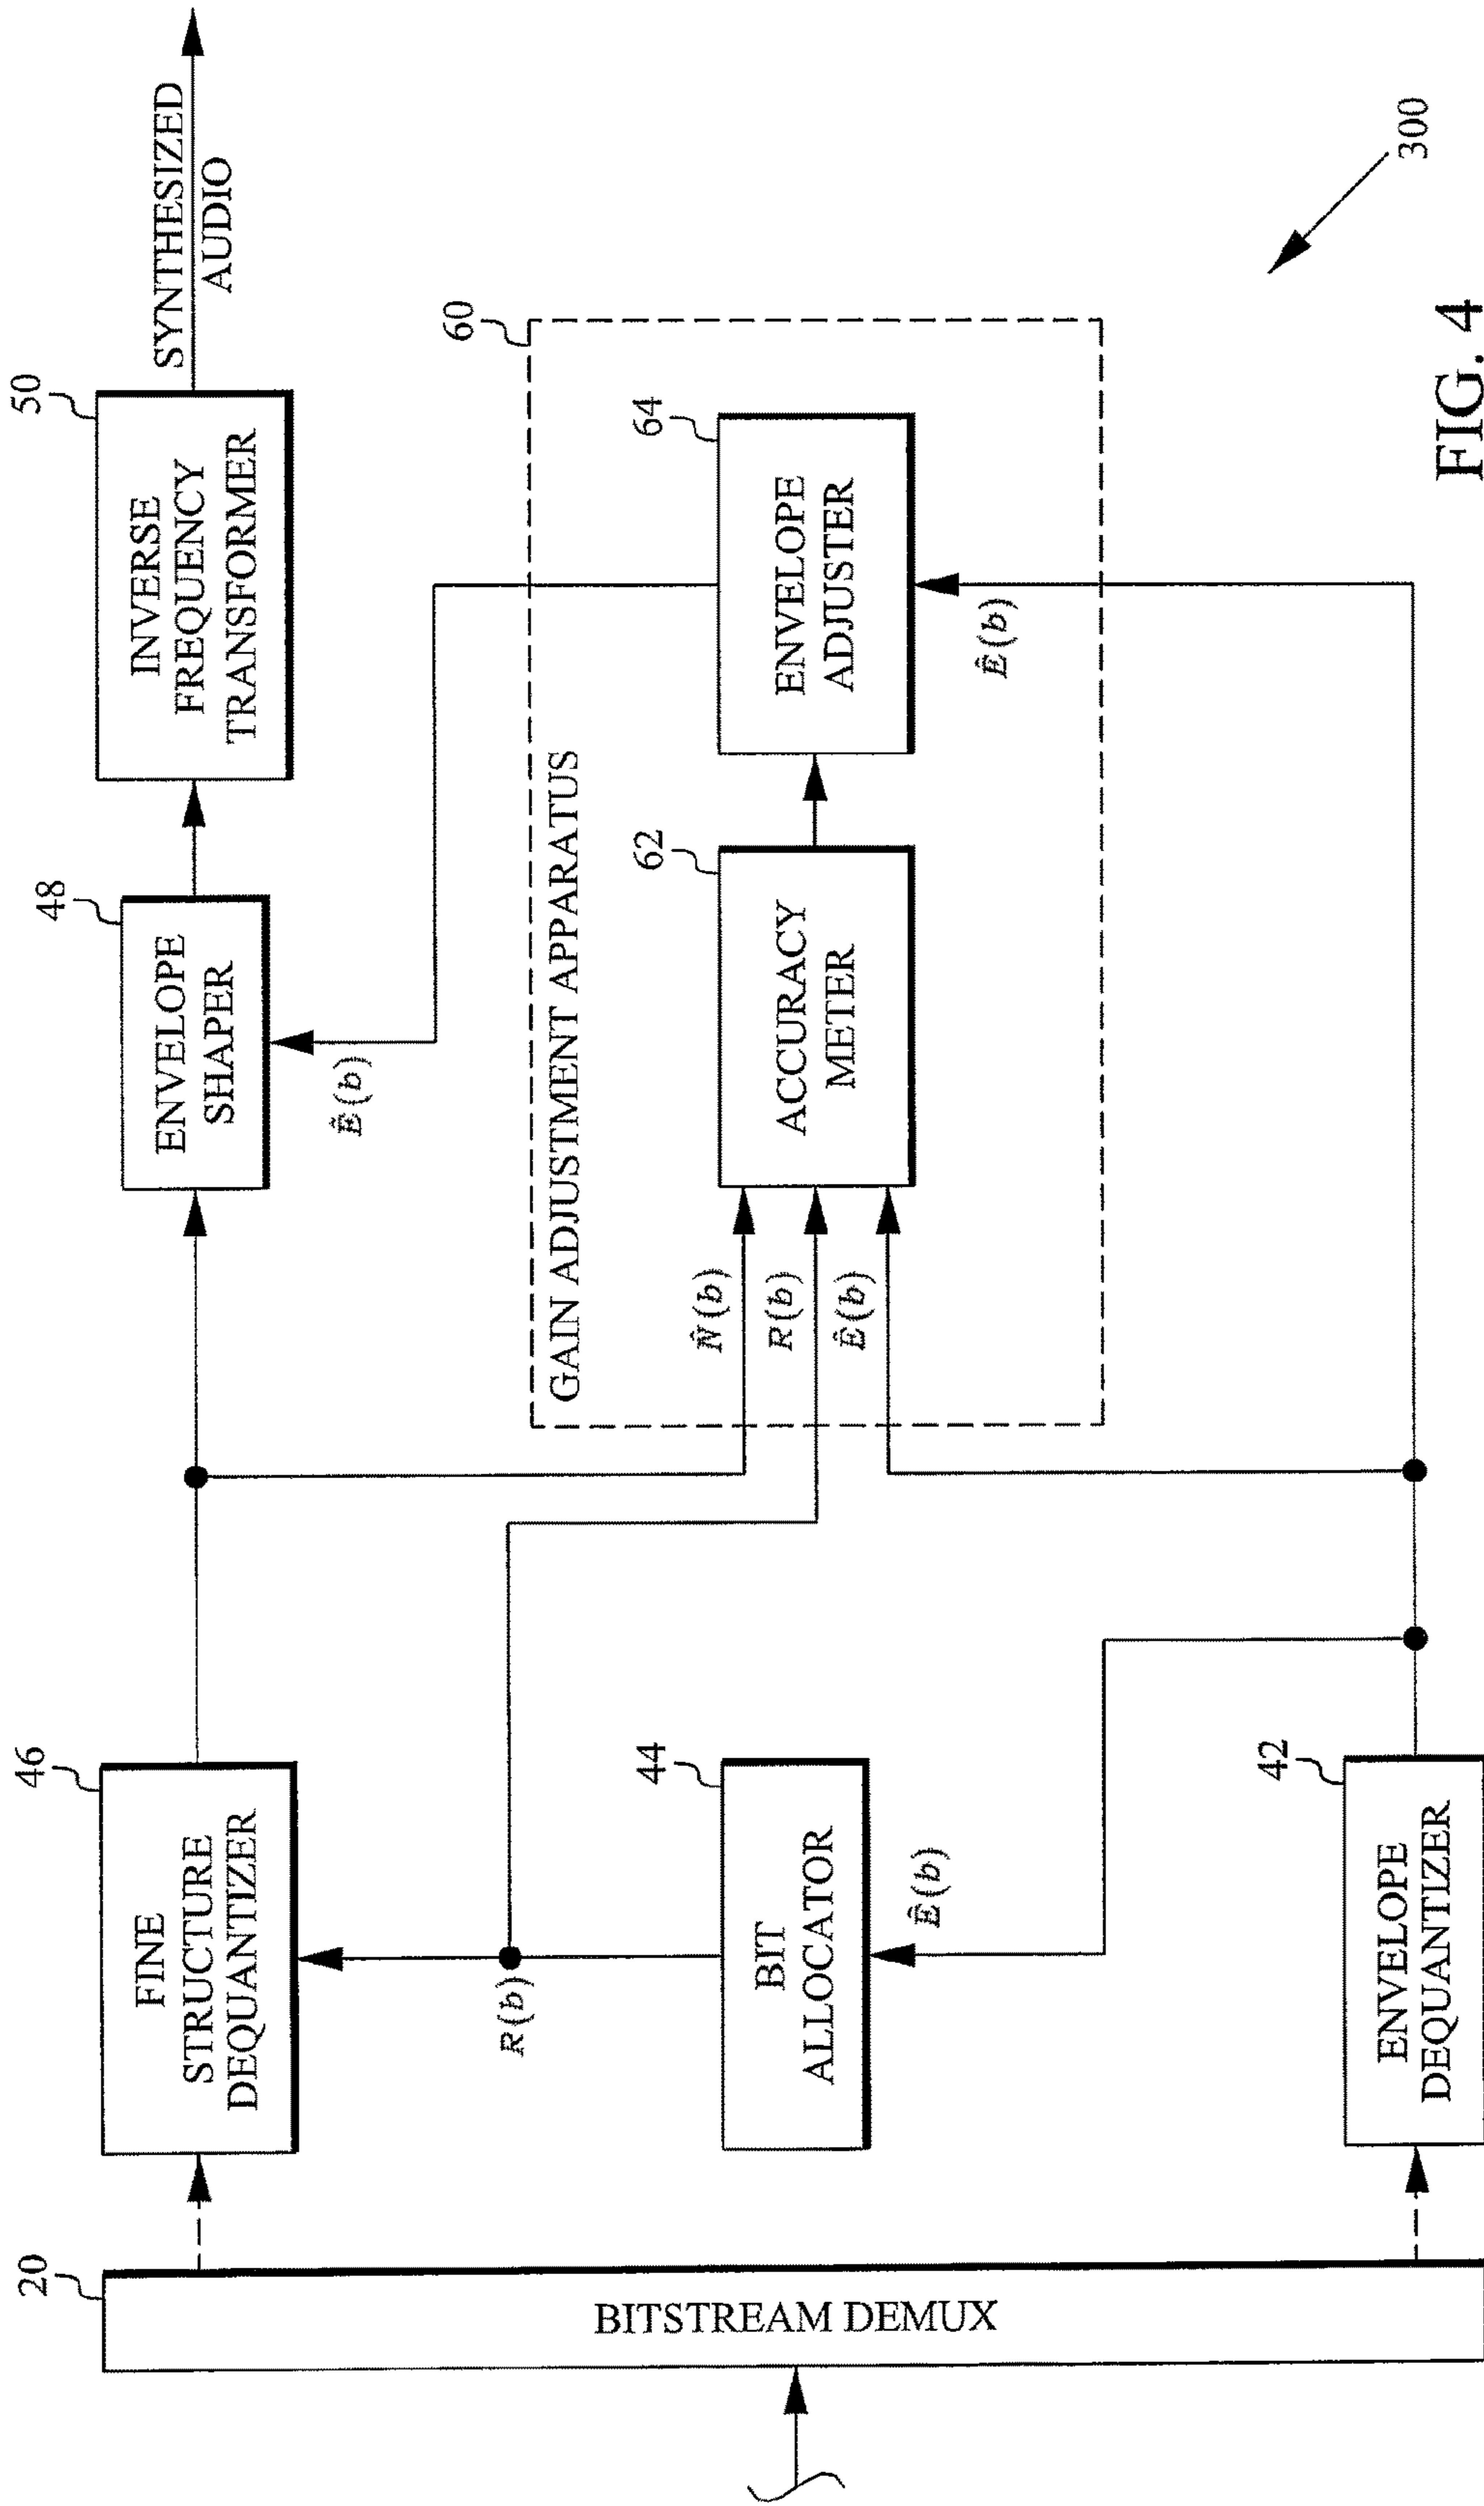 20
BITSTREAM DEMUX
46
FINE
STRUCTURE
DEQUANTIZER
R(b)
44
BIT
ALLOCATOR
Ê(b)
42
ENVELOPE
DEQUANTIZER
48
ENVELOPE
SHAPER
Ẽ(b)
50
INVERSE
FREQUENCY
TRANSFORMER
SYNTHESIZED
AUDIO
60
GAIN ADJUSTMENT APPARATUS
N̂(b)
R(b)
Ê(b)
62
ACCURACY
METER
64
ENVELOPE
ADJUSTER
Ê(b)
300
FIG. 4